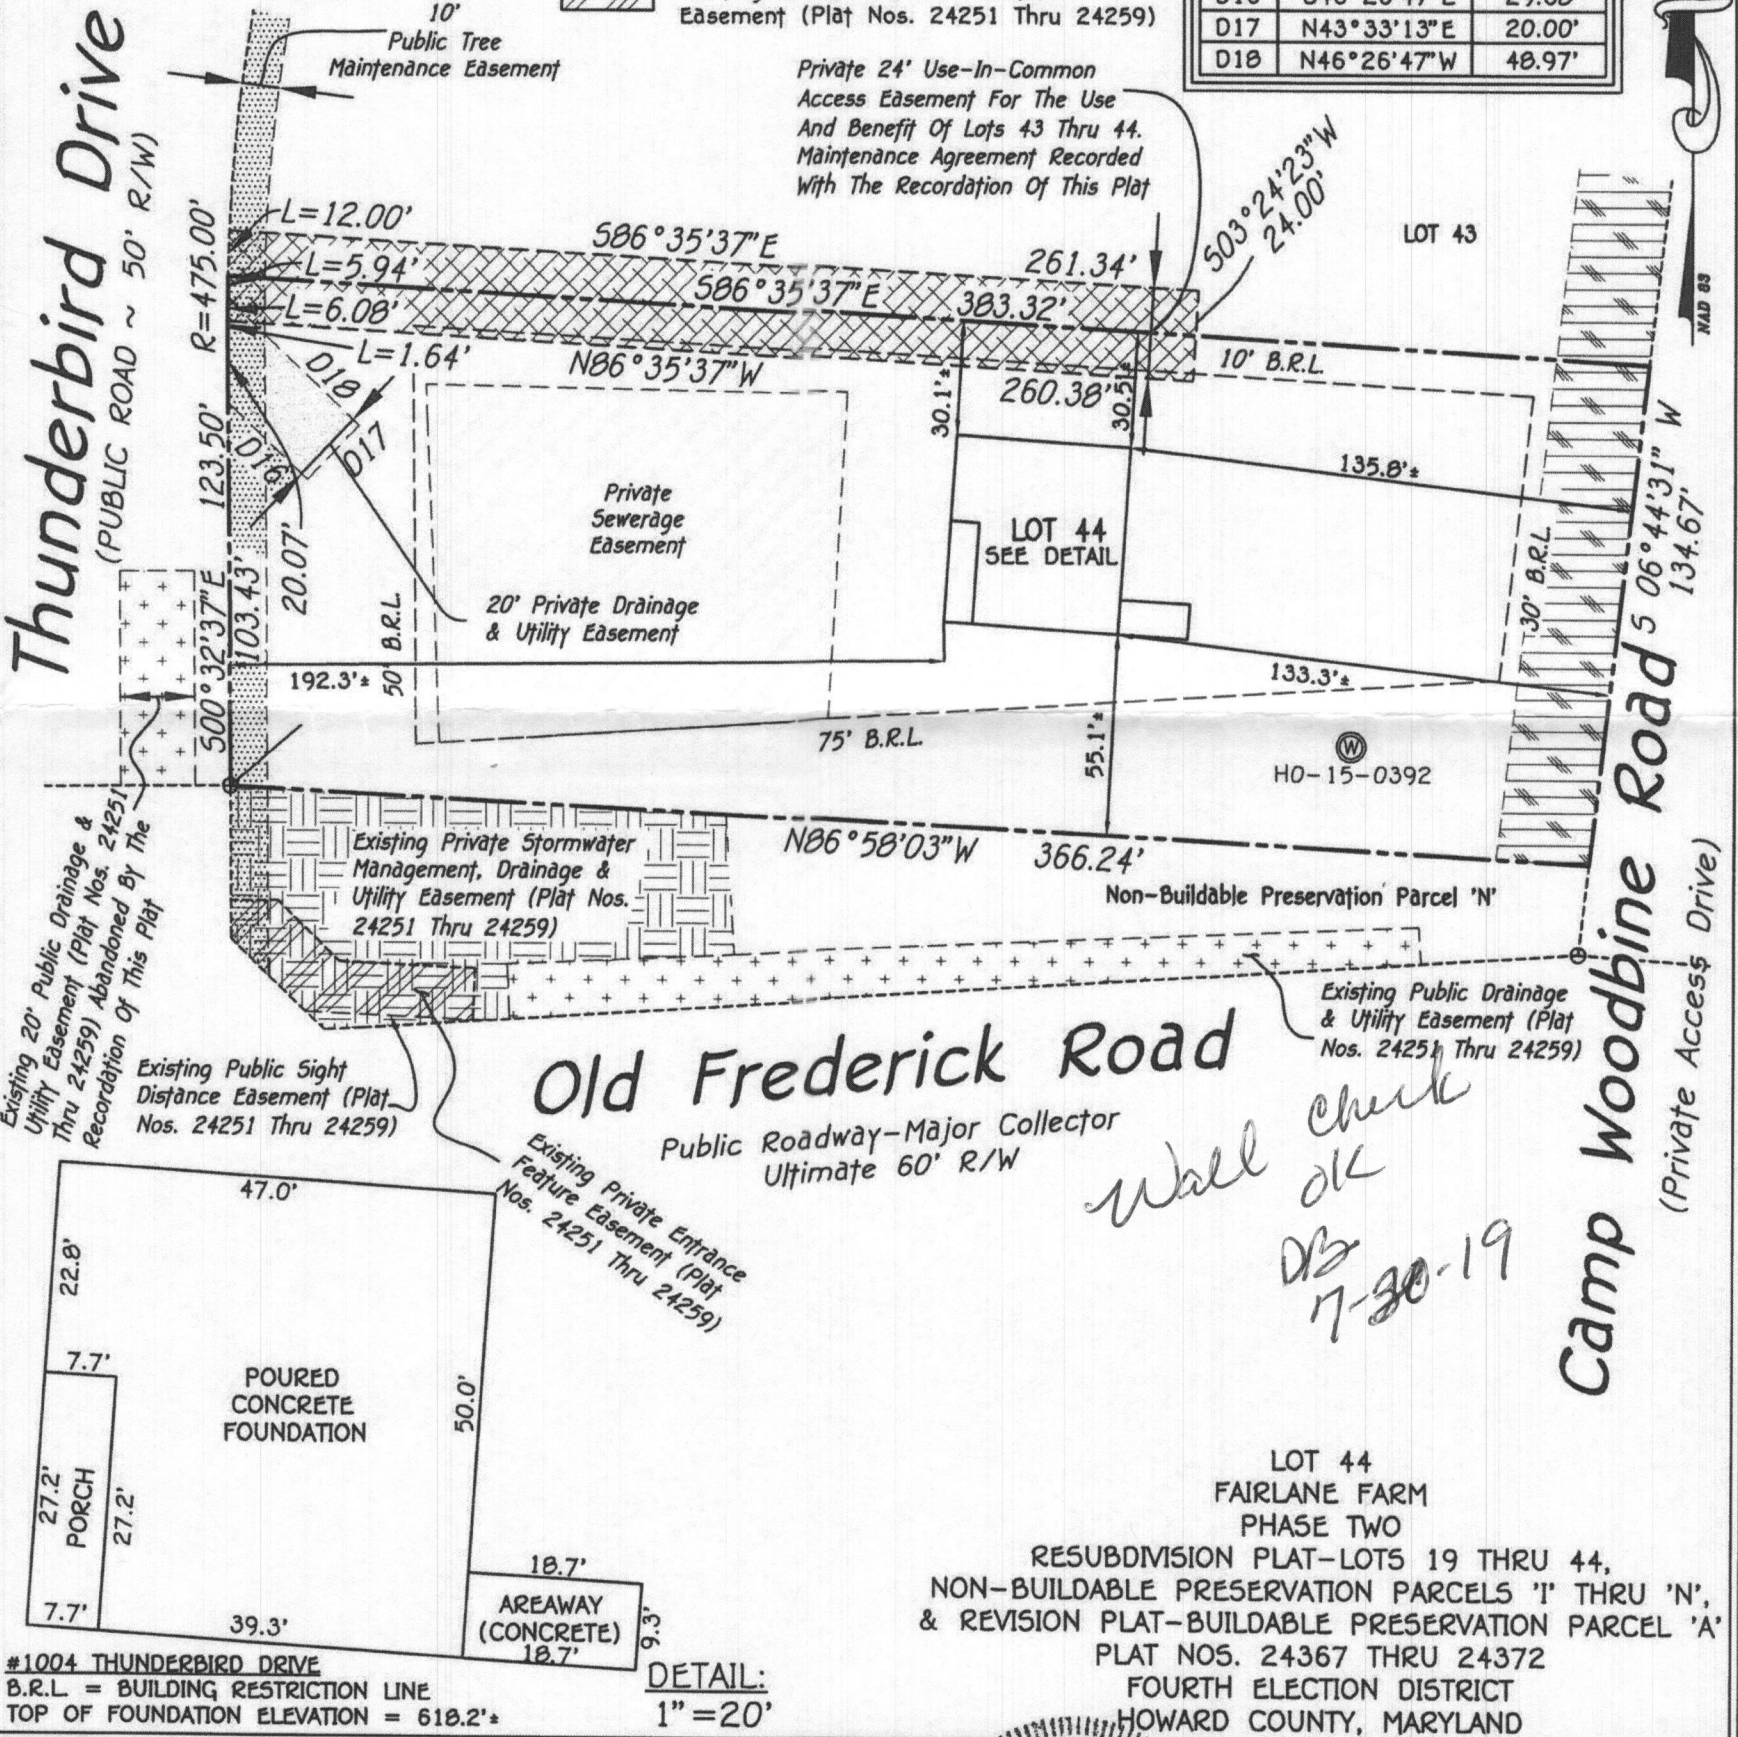 10'
Public Tree
Maintenance Easement
Easement (Plat Nos. 24251 Thru 24259)
D17 N43°33'13"E 20.00'
D18 N46°26'47"W 48.97'
Private 24' Use-In-Common
Access Easement For The Use
And Benefit Of Lots 43 Thru 44.
Maintenance Agreement Recorded
With The Recordation Of This Plat
Thunderbird Drive
(PUBLIC ROAD ~ 50' R/W)
R=475.00'
123.50'
S00°32'37"E
103.43'
20.07'
L=12.00'
L=5.94'
L=6.08'
L=1.64'
S86°35'37"E
261.34'
S86°35'37"E
383.32'
N86°35'37"W
260.38'
S03°24'23"W
24.00'
LOT 43
NAD 83
D18
D17
D16
10' B.R.L.
30.1'±
30.5'±
135.8'±
Private
Sewerage
Easement
LOT 44
SEE DETAIL
20' Private Drainage
& Utility Easement
50' B.R.L.
30' B.R.L.
192.3'±
133.3'±
75' B.R.L.
55.1'±
W
HO-15-0392
S 06°44'31" W
134.67'
Camp Woodbine Road
(Private Access Drive)
Existing Private Stormwater
Management, Drainage &
Utility Easement (Plat Nos.
24251 Thru 24259)
N86°58'03"W 366.24'
Non-Buildable Preservation Parcel 'N'
Existing 20' Public Drainage &
Utility Easement (Plat Nos. 24251
Thru 24259) Abandoned By The
Recordation Of This Plat
Existing Public Sight
Distance Easement (Plat
Nos. 24251 Thru 24259)
Existing Private Entrance
Feature Easement (Plat
Nos. 24251 Thru 24259)
Existing Public Drainage
& Utility Easement (Plat
Nos. 24251 Thru 24259)
Old Frederick Road
Public Roadway-Major Collector
Ultimate 60' R/W
Wall Check
OK
DB
7-30-19
47.0'
22.8'
7.7'
27.2'
PORCH
27.2'
7.7'
POURED
CONCRETE
FOUNDATION
50.0'
39.3'
18.7'
AREAWAY
(CONCRETE)
18.7'
9.3'
#1004 THUNDERBIRD DRIVE
B.R.L = BUILDING RESTRICTION LINE
TOP OF FOUNDATION ELEVATION = 618.2'±
DETAIL:
1"=20'
LOT 44
FAIRLANE FARM
PHASE TWO
RESUBDIVISION PLAT-LOTS 19 THRU 44,
NON-BUILDABLE PRESERVATION PARCELS 'I' THRU 'N',
& REVISION PLAT-BUILDABLE PRESERVATION PARCEL 'A'
PLAT NOS. 24367 THRU 24372
FOURTH ELECTION DISTRICT
HOWARD COUNTY, MARYLAND